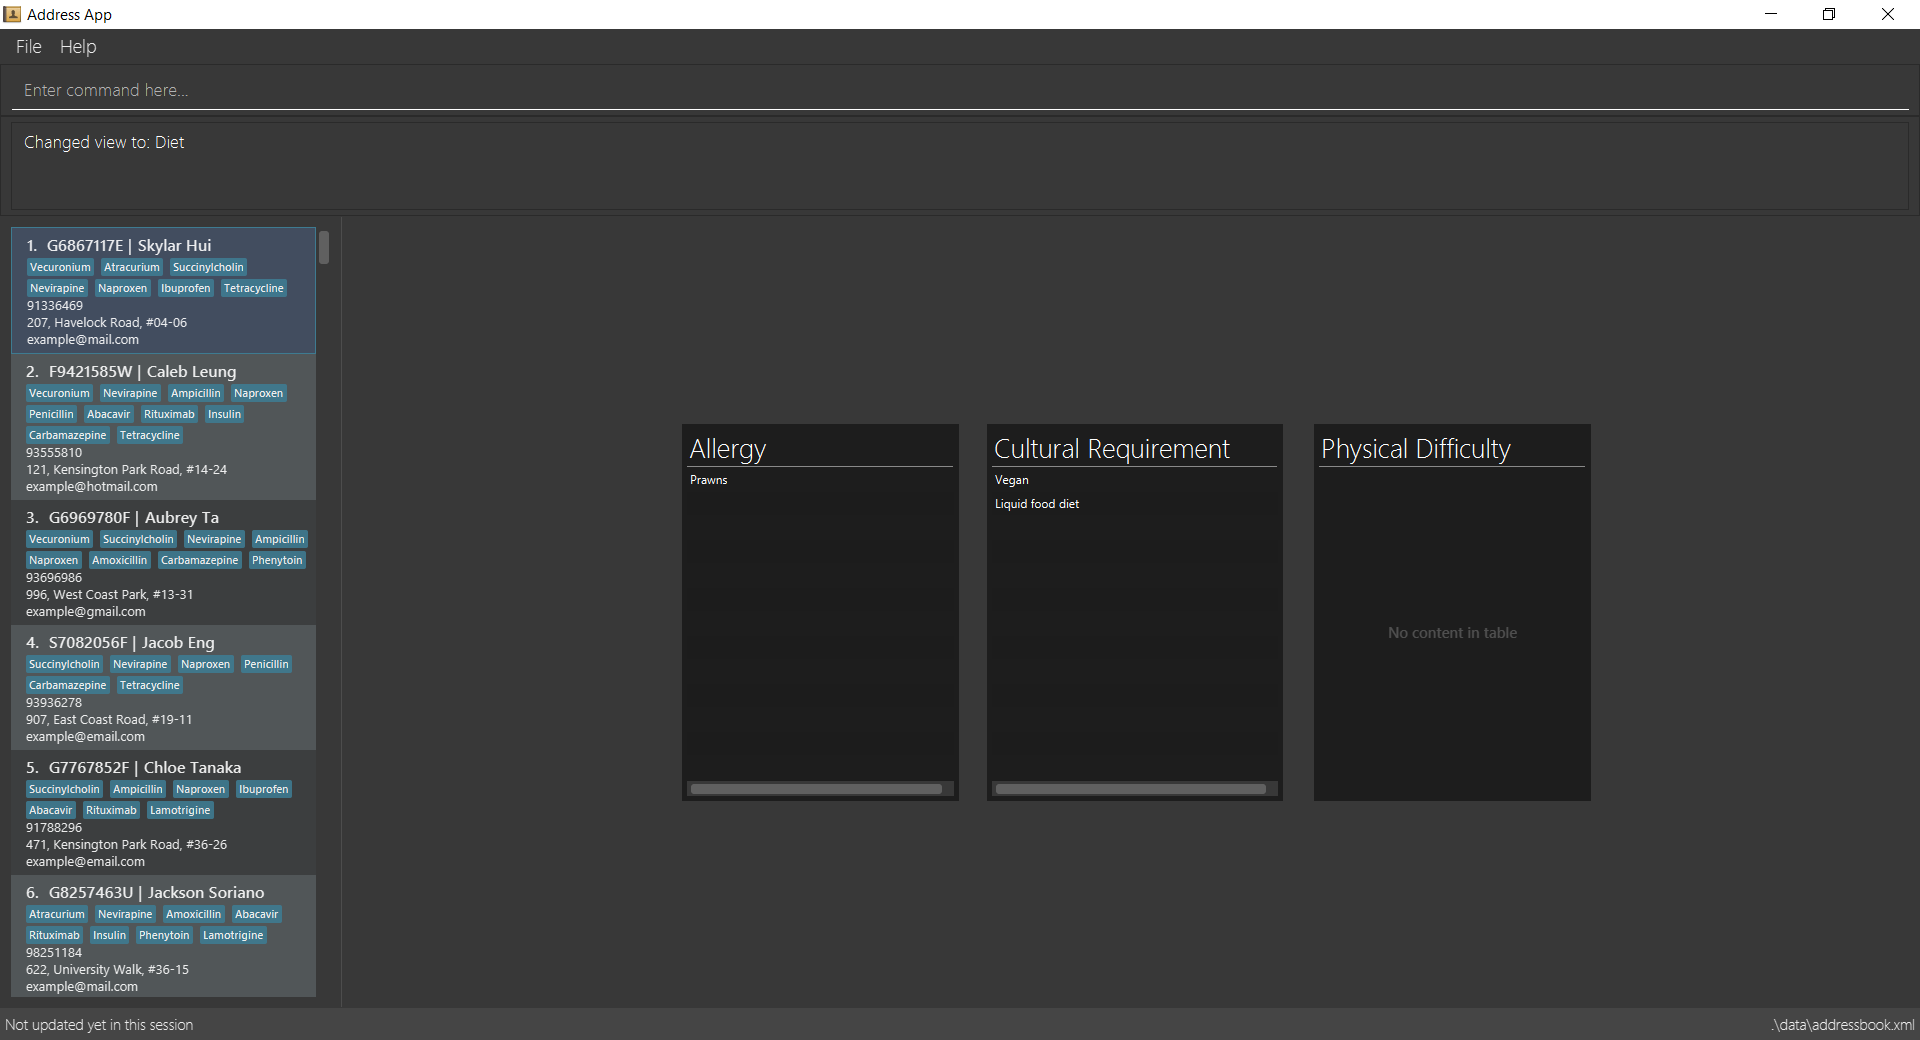 Address App
File Help
Enter command here...
Changed view to: Diet
1. G6867117E | Skylar Hui
Vecuronium Atracurium Succinylcholin
Nevirapine Naproxen Ibuprofen Tetracycline
91336469
207, Havelock Road, #04-06
example@mail.com
2. F9421585W | Caleb Leung
Vecuronium Nevirapine Ampicillin Naproxen
Penicillin Abacavir Rituximab Insulin
Carbamazepine Tetracycline
93555810
121, Kensington Park Road, #14-24
example@hotmail.com
3. G6969780F | Aubrey Ta
Vecuronium Succinylcholin Nevirapine Ampicillin
Naproxen Amoxicillin Carbamazepine Phenytoin
93696986
996, West Coast Park, #13-31
example@gmail.com
4. S7082056F | Jacob Eng
Succinylcholin Nevirapine Naproxen Penicillin
Carbamazepine Tetracycline
93936278
907, East Coast Road, #19-11
example@email.com
5. G7767852F | Chloe Tanaka
Succinylcholin Ampicillin Naproxen Ibuprofen
Abacavir Rituximab Lamotrigine
91788296
471, Kensington Park Road, #36-26
example@email.com
6. G8257463U | Jackson Soriano
Atracurium Nevirapine Amoxicillin Abacavir
Rituximab Insulin Phenytoin Lamotrigine
98251184
622, University Walk, #36-15
example@mail.com
Allergy
Prawns
Cultural Requirement
Vegan
Liquid food diet
Physical Difficulty
No content in table
Not updated yet in this session
.\data\addressbook.xml